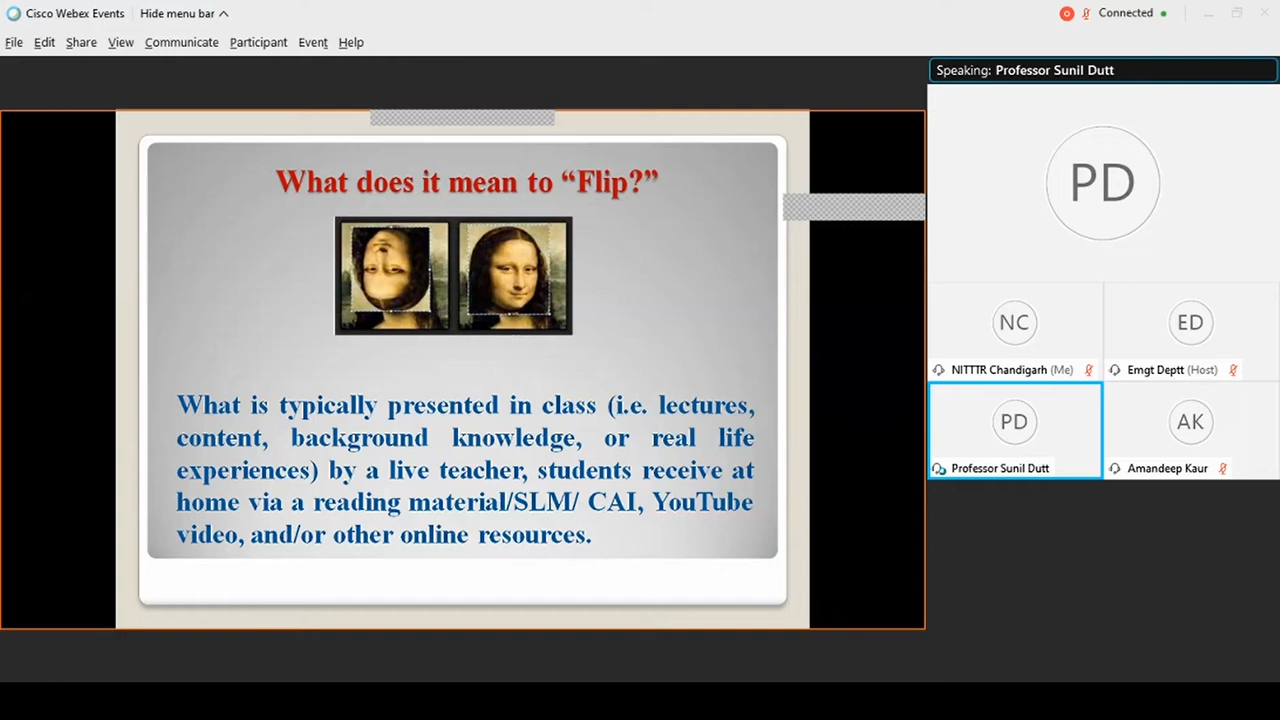 Cisco Webex Events
Hide menu bar
Connected
File Edit Share View Communicate Participant Event Help
Speaking: Professor Sunil Dutt
What does it mean to “Flip?”
What is typically presented in class (i.e. lectures,
content, background knowledge, or real life
experiences) by a live teacher, students receive at
home via a reading material/SLM/ CAI, YouTube
video, and/or other online resources.
PD
NC
ED
NITTTR Chandigarh (Me)
Emgt Deptt (Host)
PD
AK
Professor Sunil Dutt
Amandeep Kaur